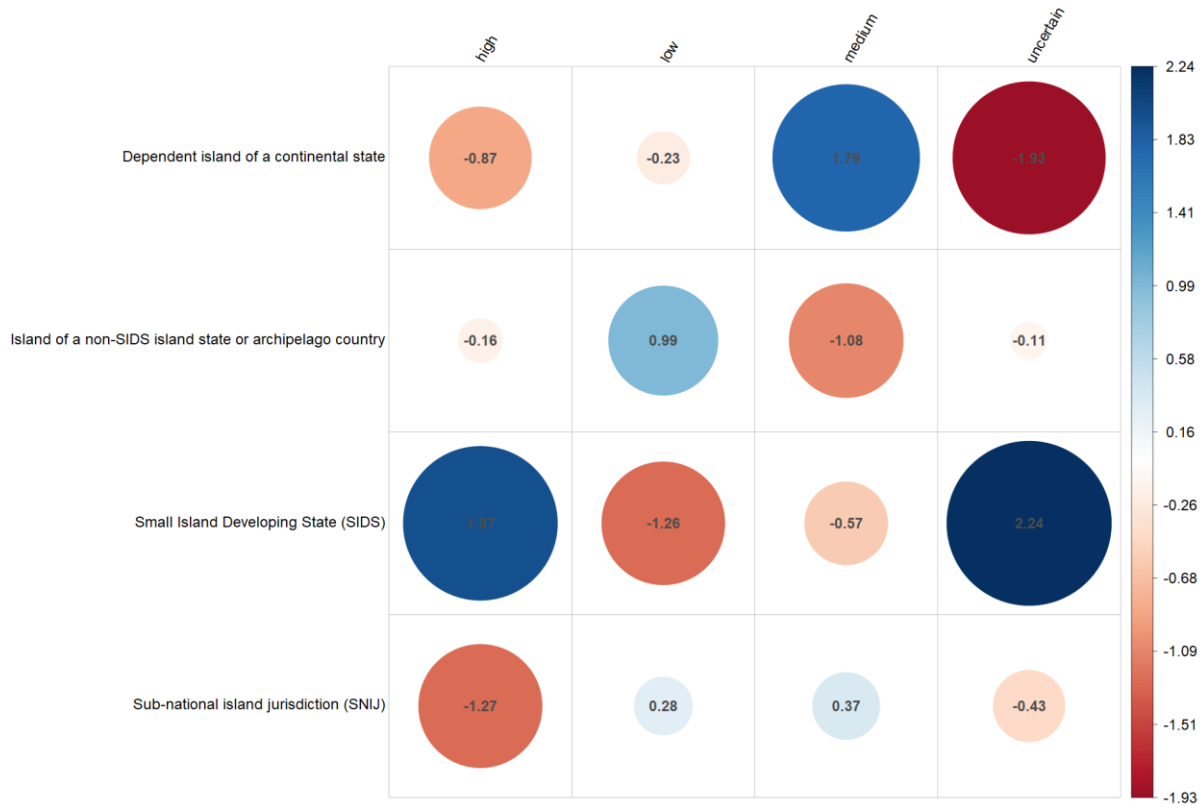 high low medium uncertain
Dependent island of a continental state -0.87 -0.23 1.79 -1.93
Island of a non-SIDS island state or archipelago country -0.16 0.99 -1.08 -0.11
Small Island Developing State (SIDS) 1.97 -1.26 -0.57 2.24
Sub-national island jurisdiction (SNIJ) -1.27 0.28 0.37 -0.43
2.24
1.83
1.41
0.99
0.58
0.16
-0.26
-0.68
-1.09
-1.51
-1.93